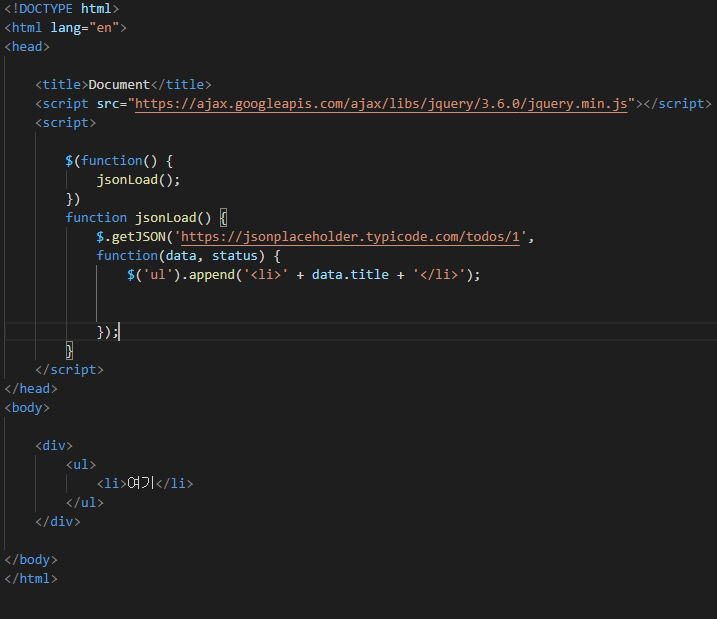 <!DOCTYPE html>
<html lang="en">
<head>
<title>Document</title>
<script src="https://ajax.googleapis.com/ajax/libs/jquery/3.6.0/jquery.min.js"></script>
<script>
$(function() {
jsonLoad();
})
function jsonLoad() {
$.getJSON('https://jsonplaceholder.typicode.com/todos/1',
function(data, status) {
$('ul').append('<li>' + data.title + '</li>');
});
}
</script>
</head>
<body>
<div>
<ul>
<li>여기</li>
</ul>
</div>
</body>
</html>